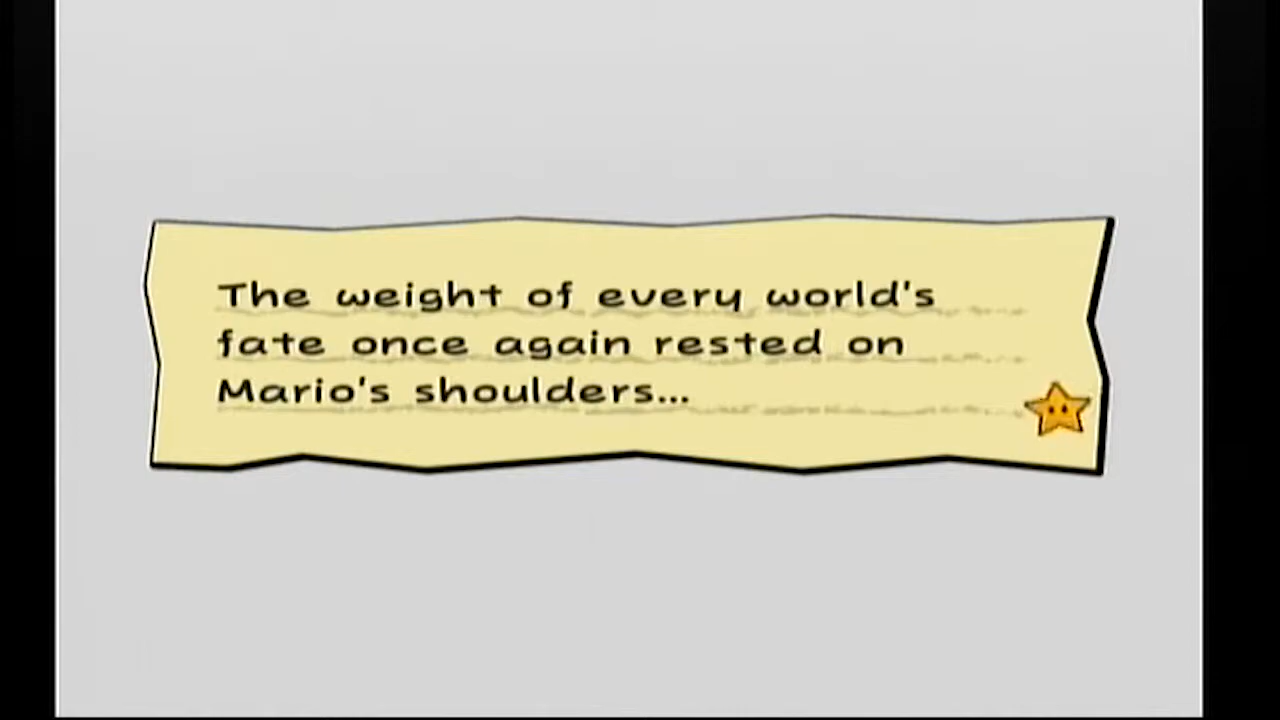 The weight of every world's
fate once again rested on
Mario's shoulders...